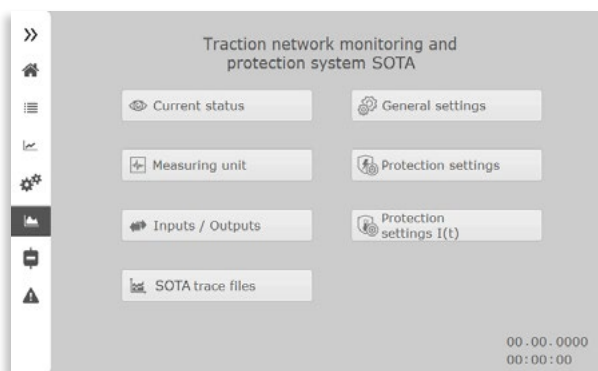 Traction network monitoring and
protection system SOTA
Current status
General settings
Measuring unit
Protection settings
Inputs / Outputs
Protection
settings I(t)
SOTA trace files
00.00.0000
00:00:00